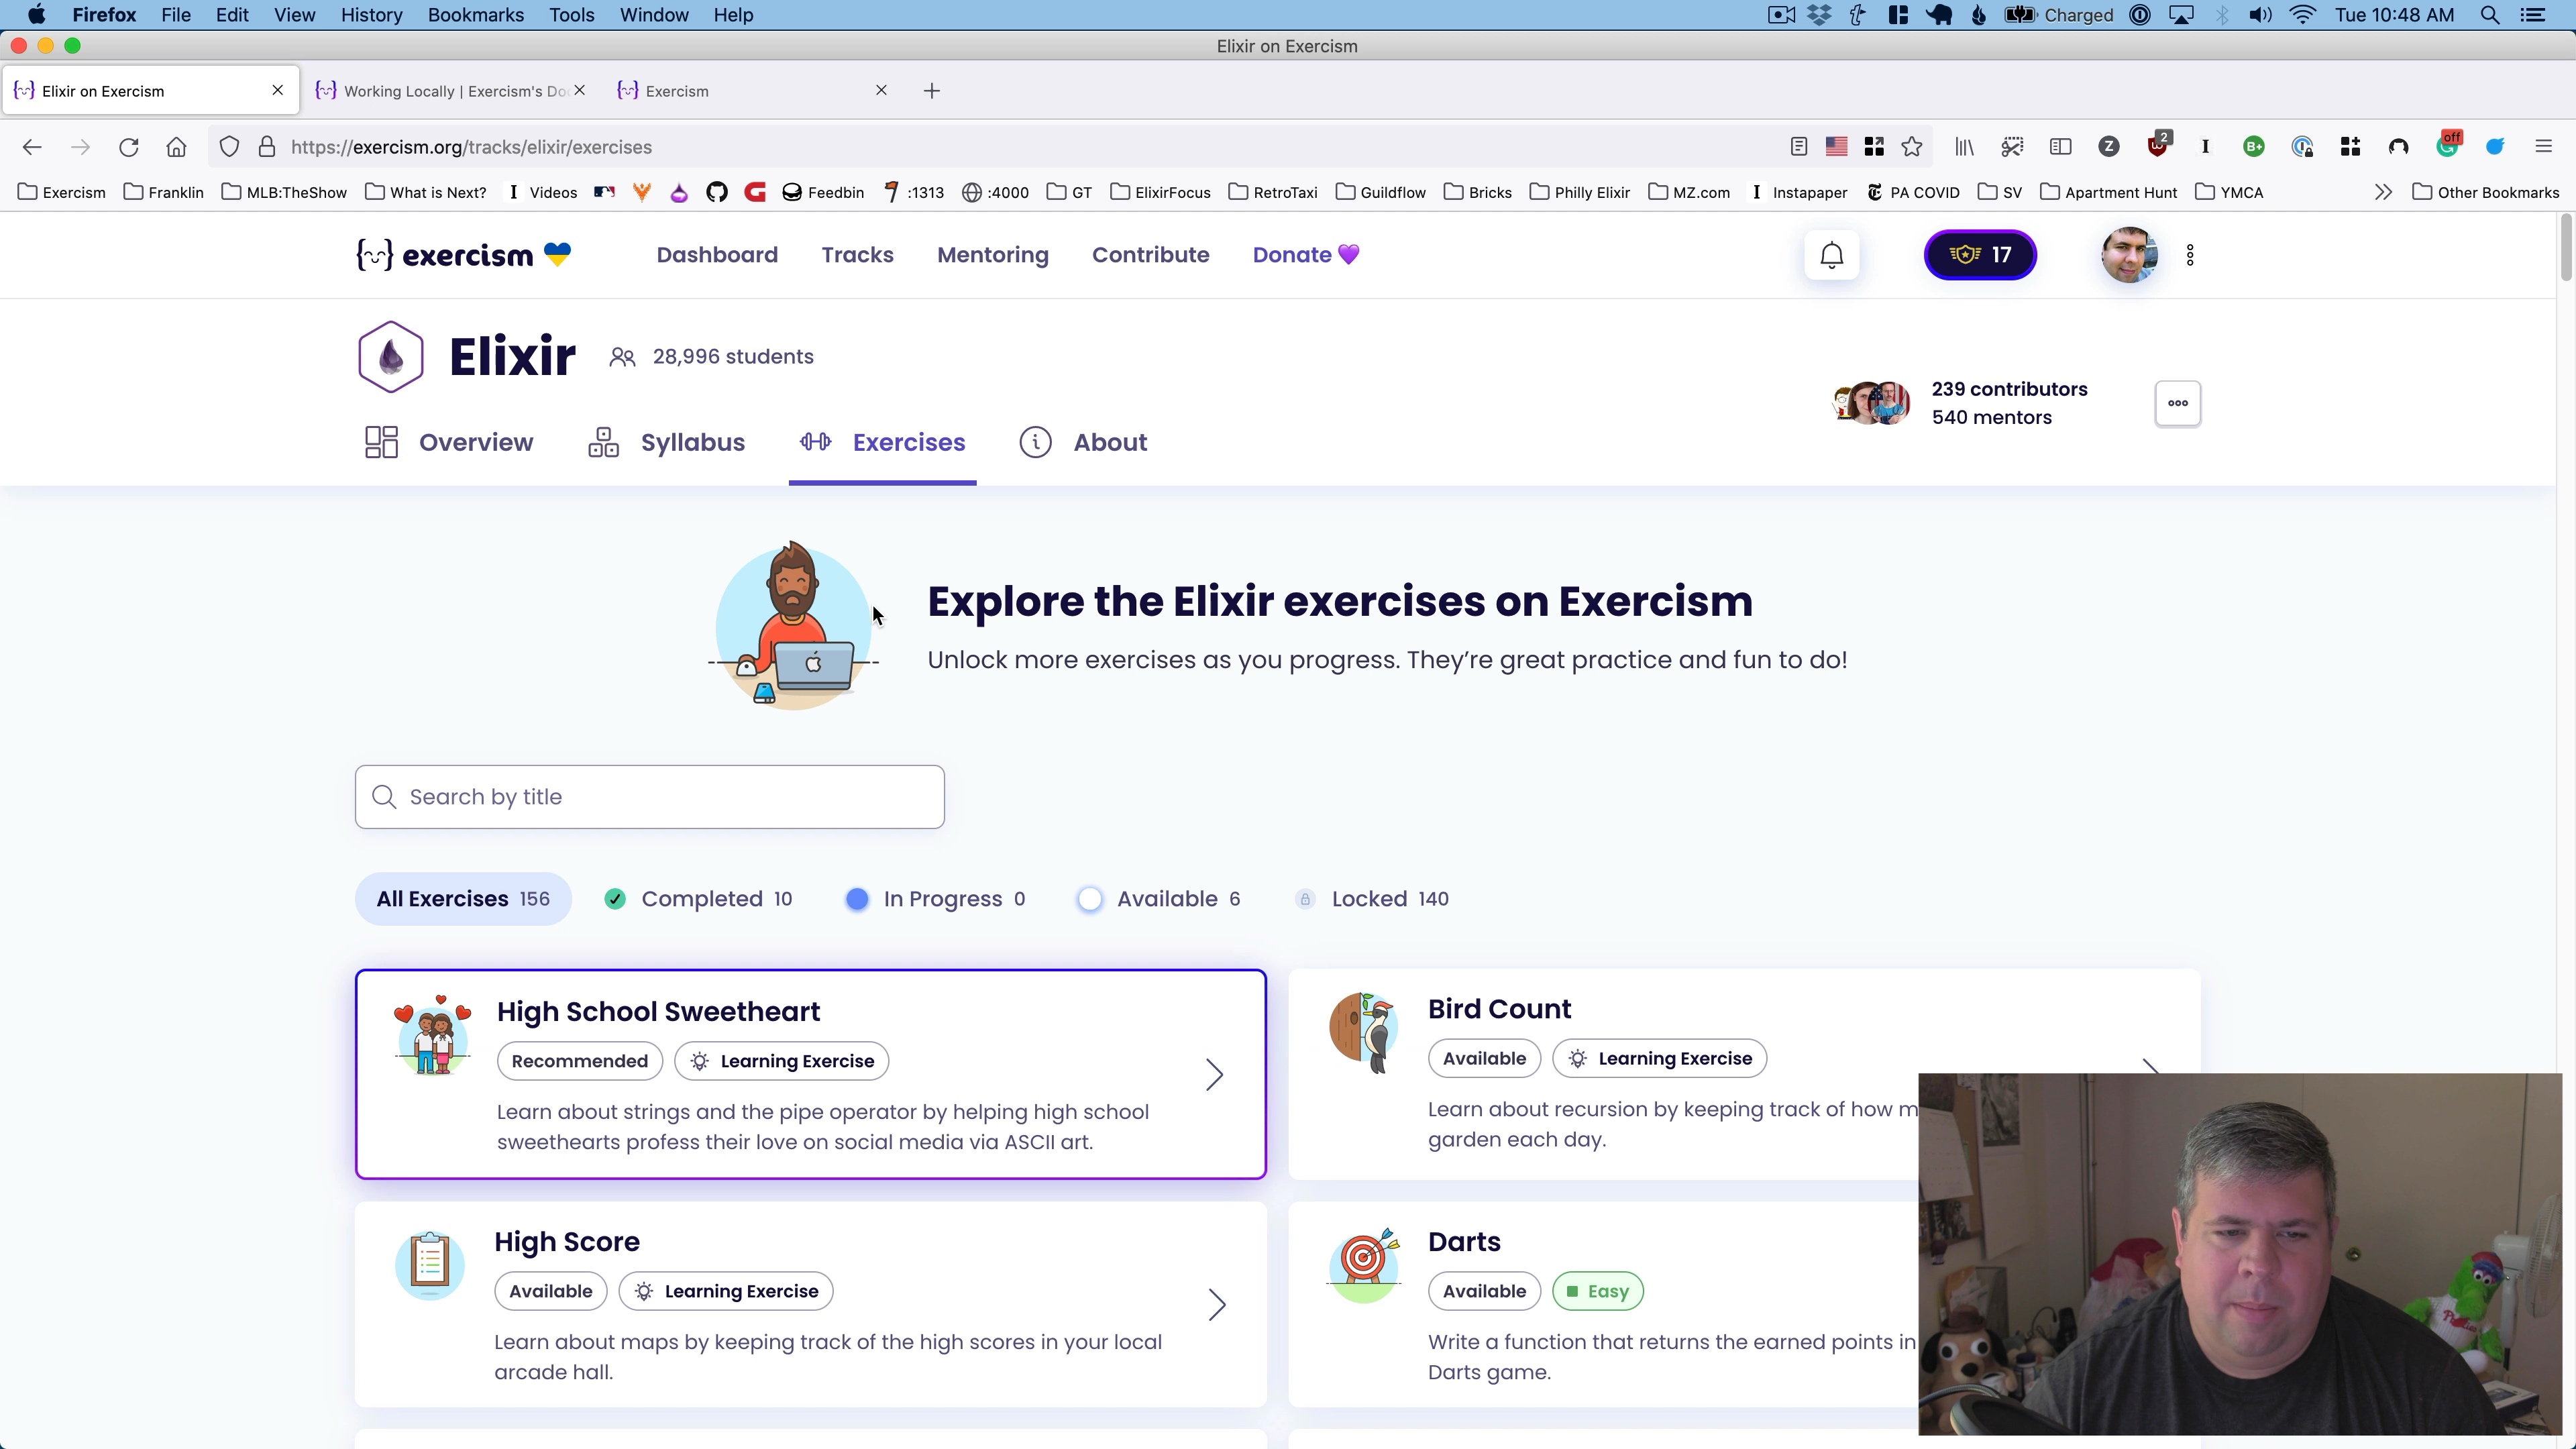 Firefox File Edit View History Bookmarks Tools Window Help Charged Tue 10:48 AM
Elixir on Exercism
Elixir on Exercism Working Locally | Exercism's Do Exercism
https://exercism.org/tracks/elixir/exercises 2 off
Exercism Franklin MLB:TheShow What is Next? Videos Feedbin :1313 :4000 GT ElixirFocus RetroTaxi Guildflow Bricks Philly Elixir MZ.com Instapaper PA COVID SV Apartment Hunt YMCA Other Bookmarks
exercism Dashboard Tracks Mentoring Contribute Donate 17
Elixir 28,996 students
239 contributors
540 mentors
Overview Syllabus Exercises About
Explore the Elixir exercises on Exercism
Unlock more exercises as you progress. They're great practice and fun to do!
Search by title
All Exercises 156 Completed 10 In Progress 0 Available 6 Locked 140
High School Sweetheart
Recommended Learning Exercise
Learn about strings and the pipe operator by helping high school
sweethearts profess their love on social media via ASCII art.
Bird Count
Available Learning Exercise
Learn about recursion by keeping track of how m
garden each day.
High Score
Available Learning Exercise
Learn about maps by keeping track of the high scores in your local
arcade hall.
Darts
Available Easy
Write a function that returns the earned points in
Darts game.